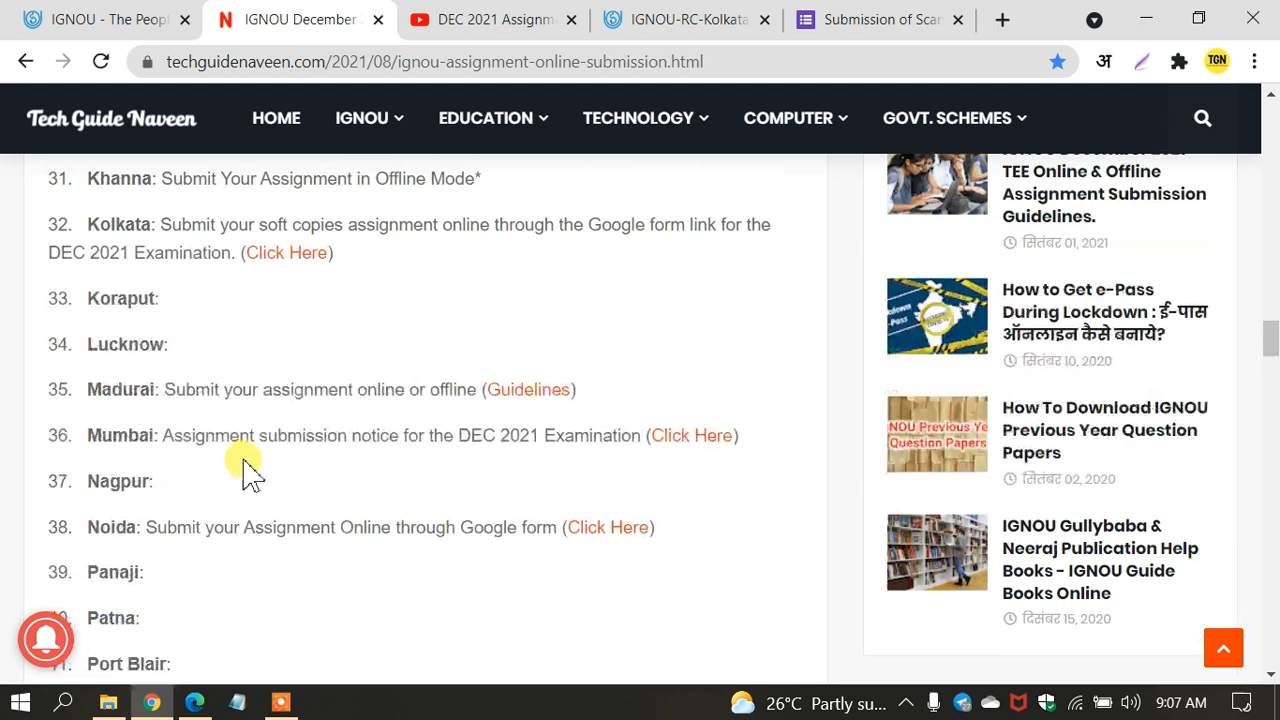 IGNOU - The Peopl
IGNOU December
DEC 2021 Assignm
IGNOU-RC-Kolkata
Submission of Scar
techguidenaveen.com/2021/08/ignou-assignment-online-submission.html
अ
TGN
Tech Guide Naveen
HOME
IGNOU
EDUCATION
TECHNOLOGY
COMPUTER
GOVT. SCHEMES
31. Khanna: Submit Your Assignment in Offline Mode*
32. Kolkata: Submit your soft copies assignment online through the Google form link for the
DEC 2021 Examination. (Click Here)
33. Koraput:
34. Lucknow:
35. Madurai: Submit your assignment online or offline (Guidelines)
36. Mumbai: Assignment submission notice for the DEC 2021 Examination (Click Here)
37. Nagpur:
38. Noida: Submit your Assignment Online through Google form (Click Here)
39. Panaji:
Patna:
Port Blair:
TEE Online & Offline
Assignment Submission
Guidelines.
सितंबर 01, 2021
How to Get e-Pass
During Lockdown : ई-पास
ऑनलाइन कैसे बनाये?
सितंबर 10, 2020
NOU Previous Ye
Question Papers
How To Download IGNOU
Previous Year Question
Papers
सितंबर 02, 2020
IGNOU Gullybaba &
Neeraj Publication Help
Books - IGNOU Guide
Books Online
दिसंबर 15, 2020
26°C Partly su...
9:07 AM